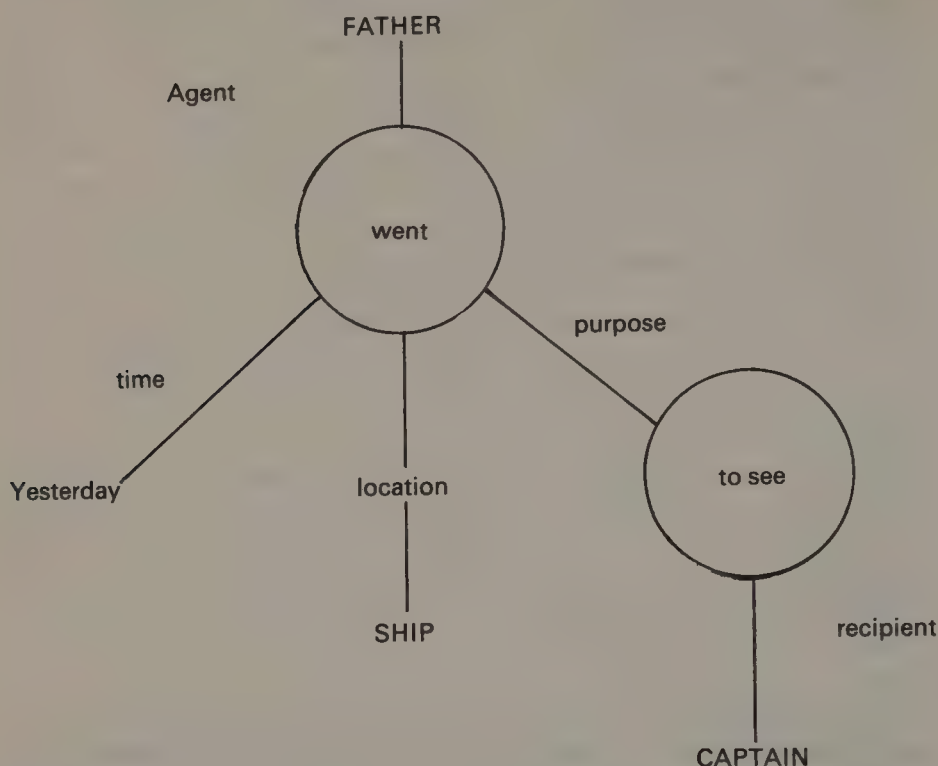 FATHER
Agent
went
purpose
time
to see
Yesterday
location
SHIP
recipient
CAPTAIN